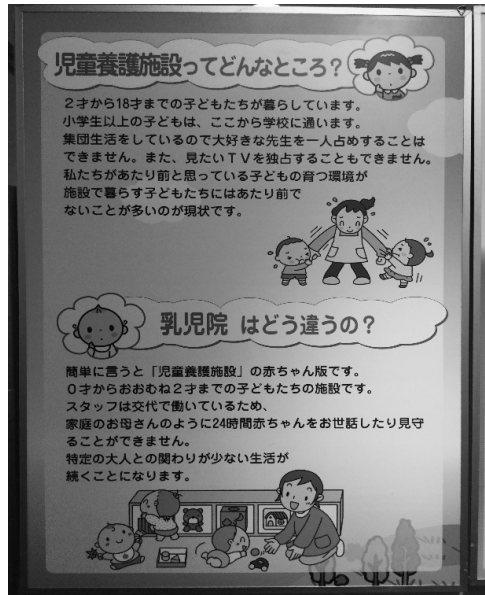 児童養護施設ってどんなところ？
２才から18才までの子どもたちが暮らしています。
小学生以上の子どもは、ここから学校に通います。
集団生活をしているので大好きな先生を一人占めすることは
できません。また、見たいＴＶを独占することもできません。
私たちがあたり前と思っている子どもの育つ環境が
施設で暮らす子どもたちにはあたり前で
ないことが多いのが現状です。
乳児院 はどう違うの？
簡単に言うと「児童養護施設」の赤ちゃん版です。
０才からおおむね２才までの子どもたちの施設です。
スタッフは交代で働いているため、
家庭のお母さんのように24時間赤ちゃんをお世話したり見守
ることができません。
特定の大人との関わりが少ない生活が
続くことになります。